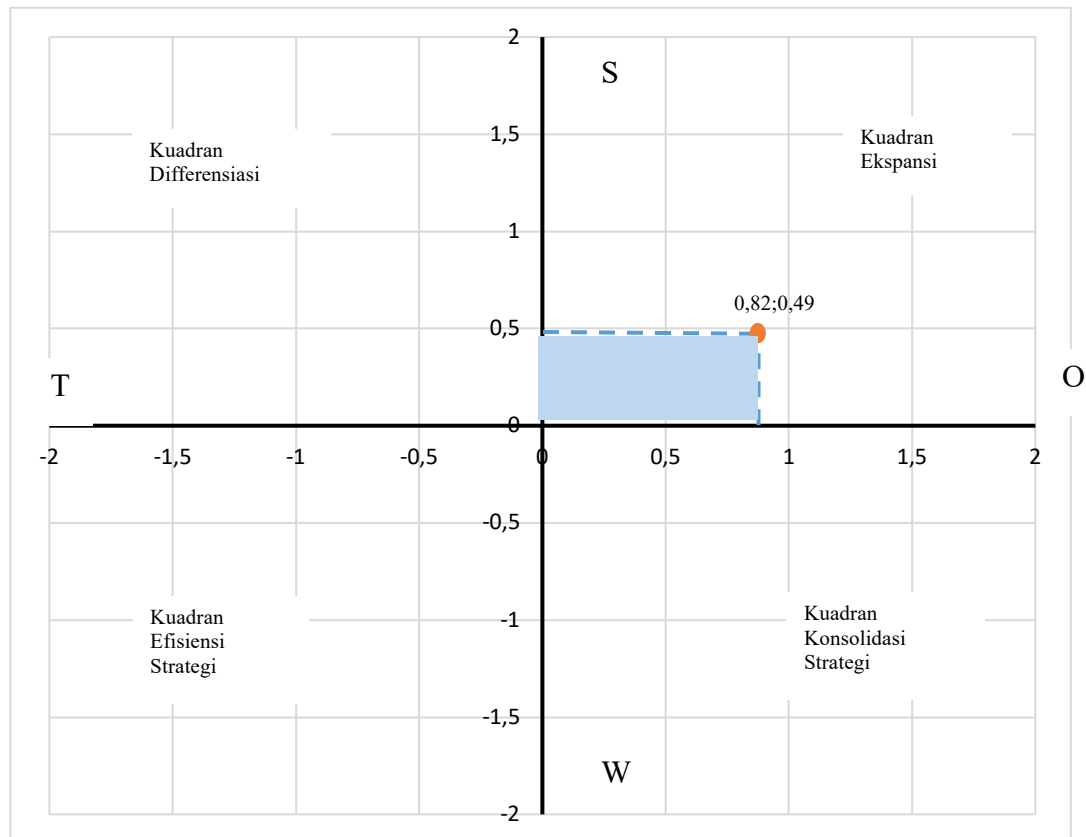 2
S
1,5
Kuadran
Differensiasi
Kuadran
Ekspansi
1
0,82;0,49
0,5
T
O
0
-2
-1,5
-1
-0,5
0
0,5
1
1,5
2
-0,5
Kuadran
Efisiensi
Strategi
-1
Kuadran
Konsolidasi
Strategi
-1,5
W
-2